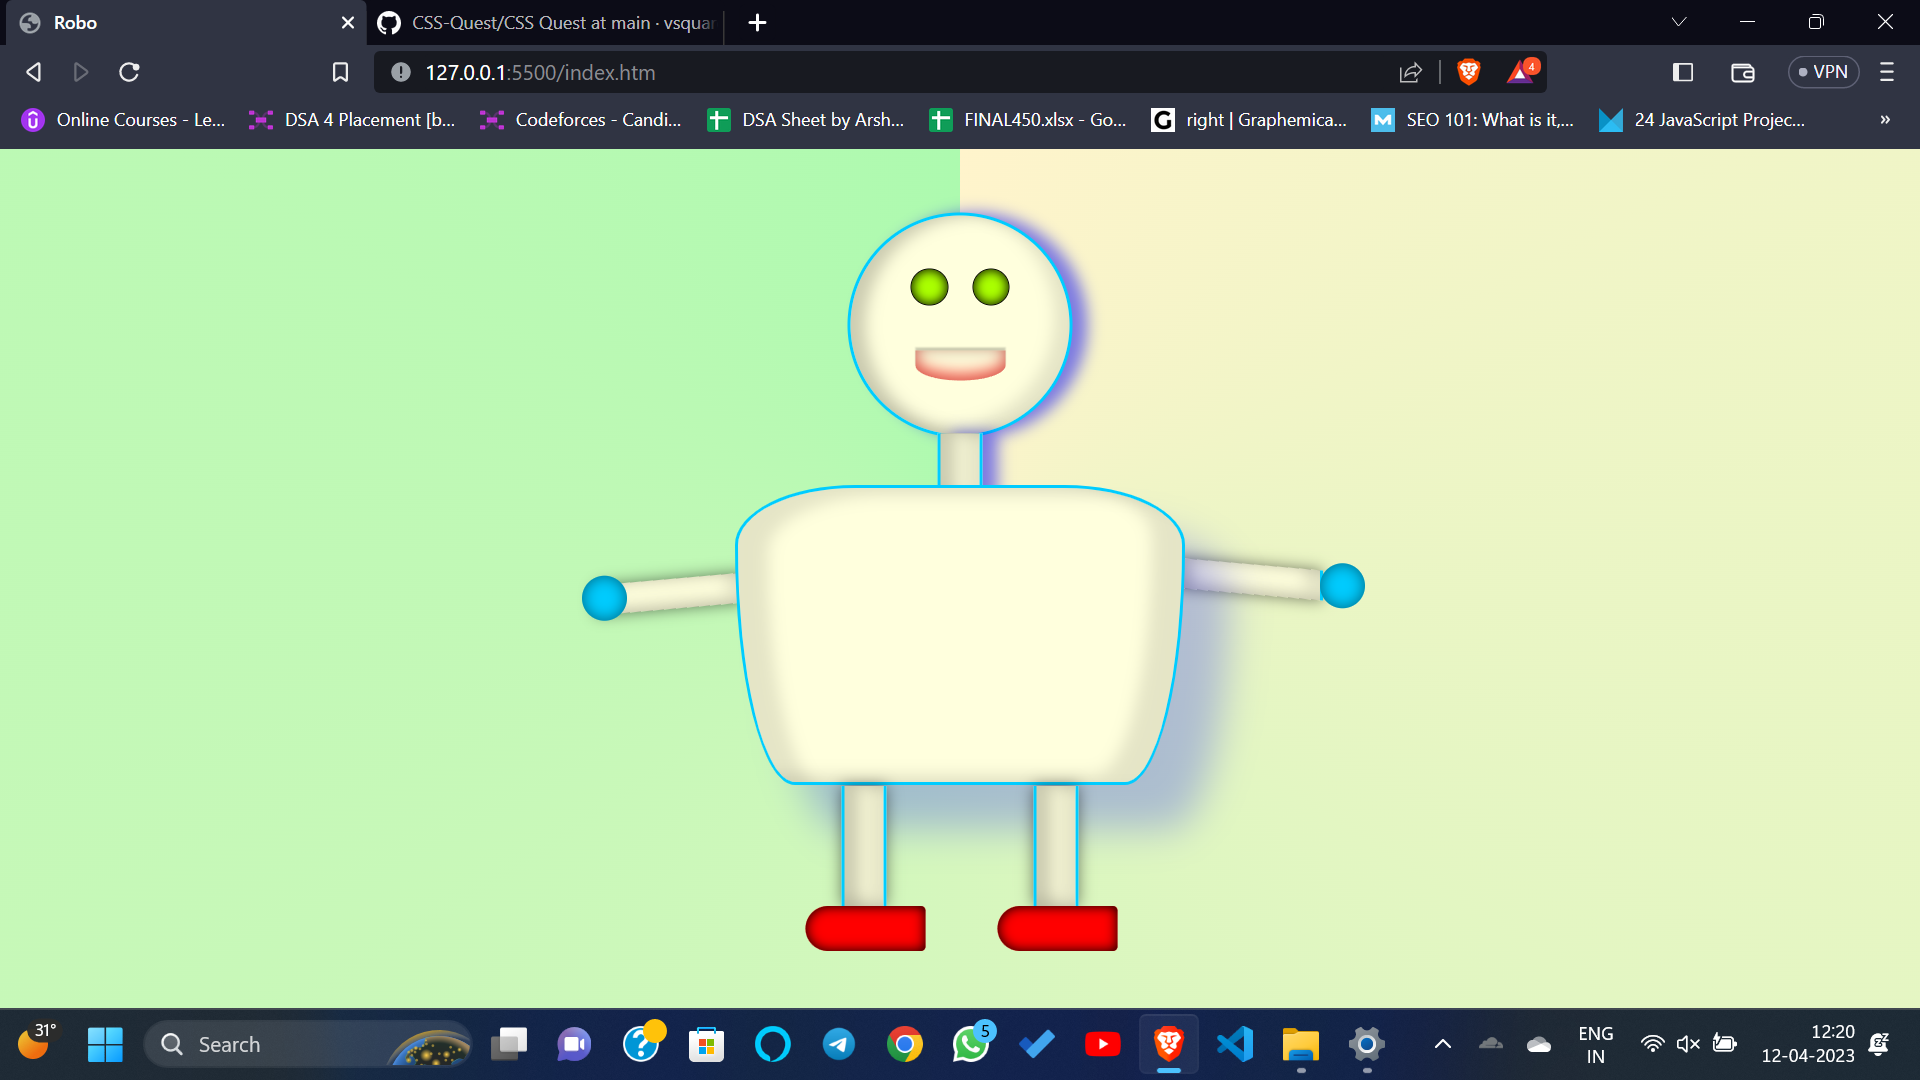 Robo
CSS-Quest/CSS Quest at main · vsquar
127.0.0.1:5500/index.htm
4
VPN
Online Courses - Le...
DSA 4 Placement [b...
Codeforces - Candi...
DSA Sheet by Arsh...
FINAL450.xlsx - Go...
right | Graphemica...
SEO 101: What is it,...
24 JavaScript Projec...
»
31°
Search
5
ENG
IN
12:20
12-04-2023